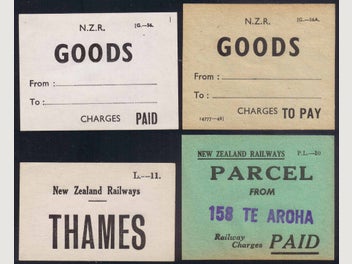 N.Z.R. [G.—56.
GOODS
From :
To :
CHARGES PAID
N.Z.R. [G.—56A.
GOODS
From :
To :
CHARGES TO PAY
L.—11.
New Zealand Railways
THAMES
NEW ZEALAND RAILWAYS P.L.—20
PARCEL
FROM
158 TE AROHA
Railway
Charges PAID